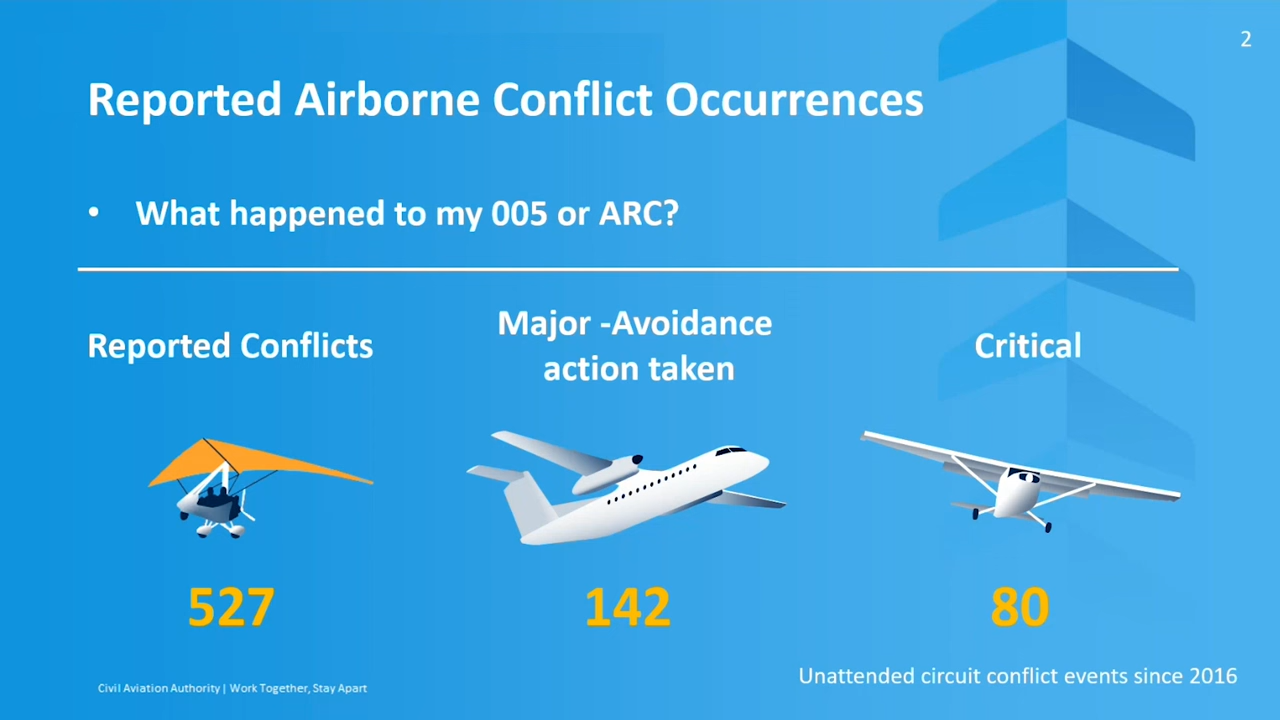 2
Reported Airborne Conflict Occurrences
• What happened to my 005 or ARC?
Reported Conflicts
Major -Avoidance
action taken
Critical
527
142
80
Unattended circuit conflict events since 2016
Civil Aviation Authority | Work Together, Stay Apart